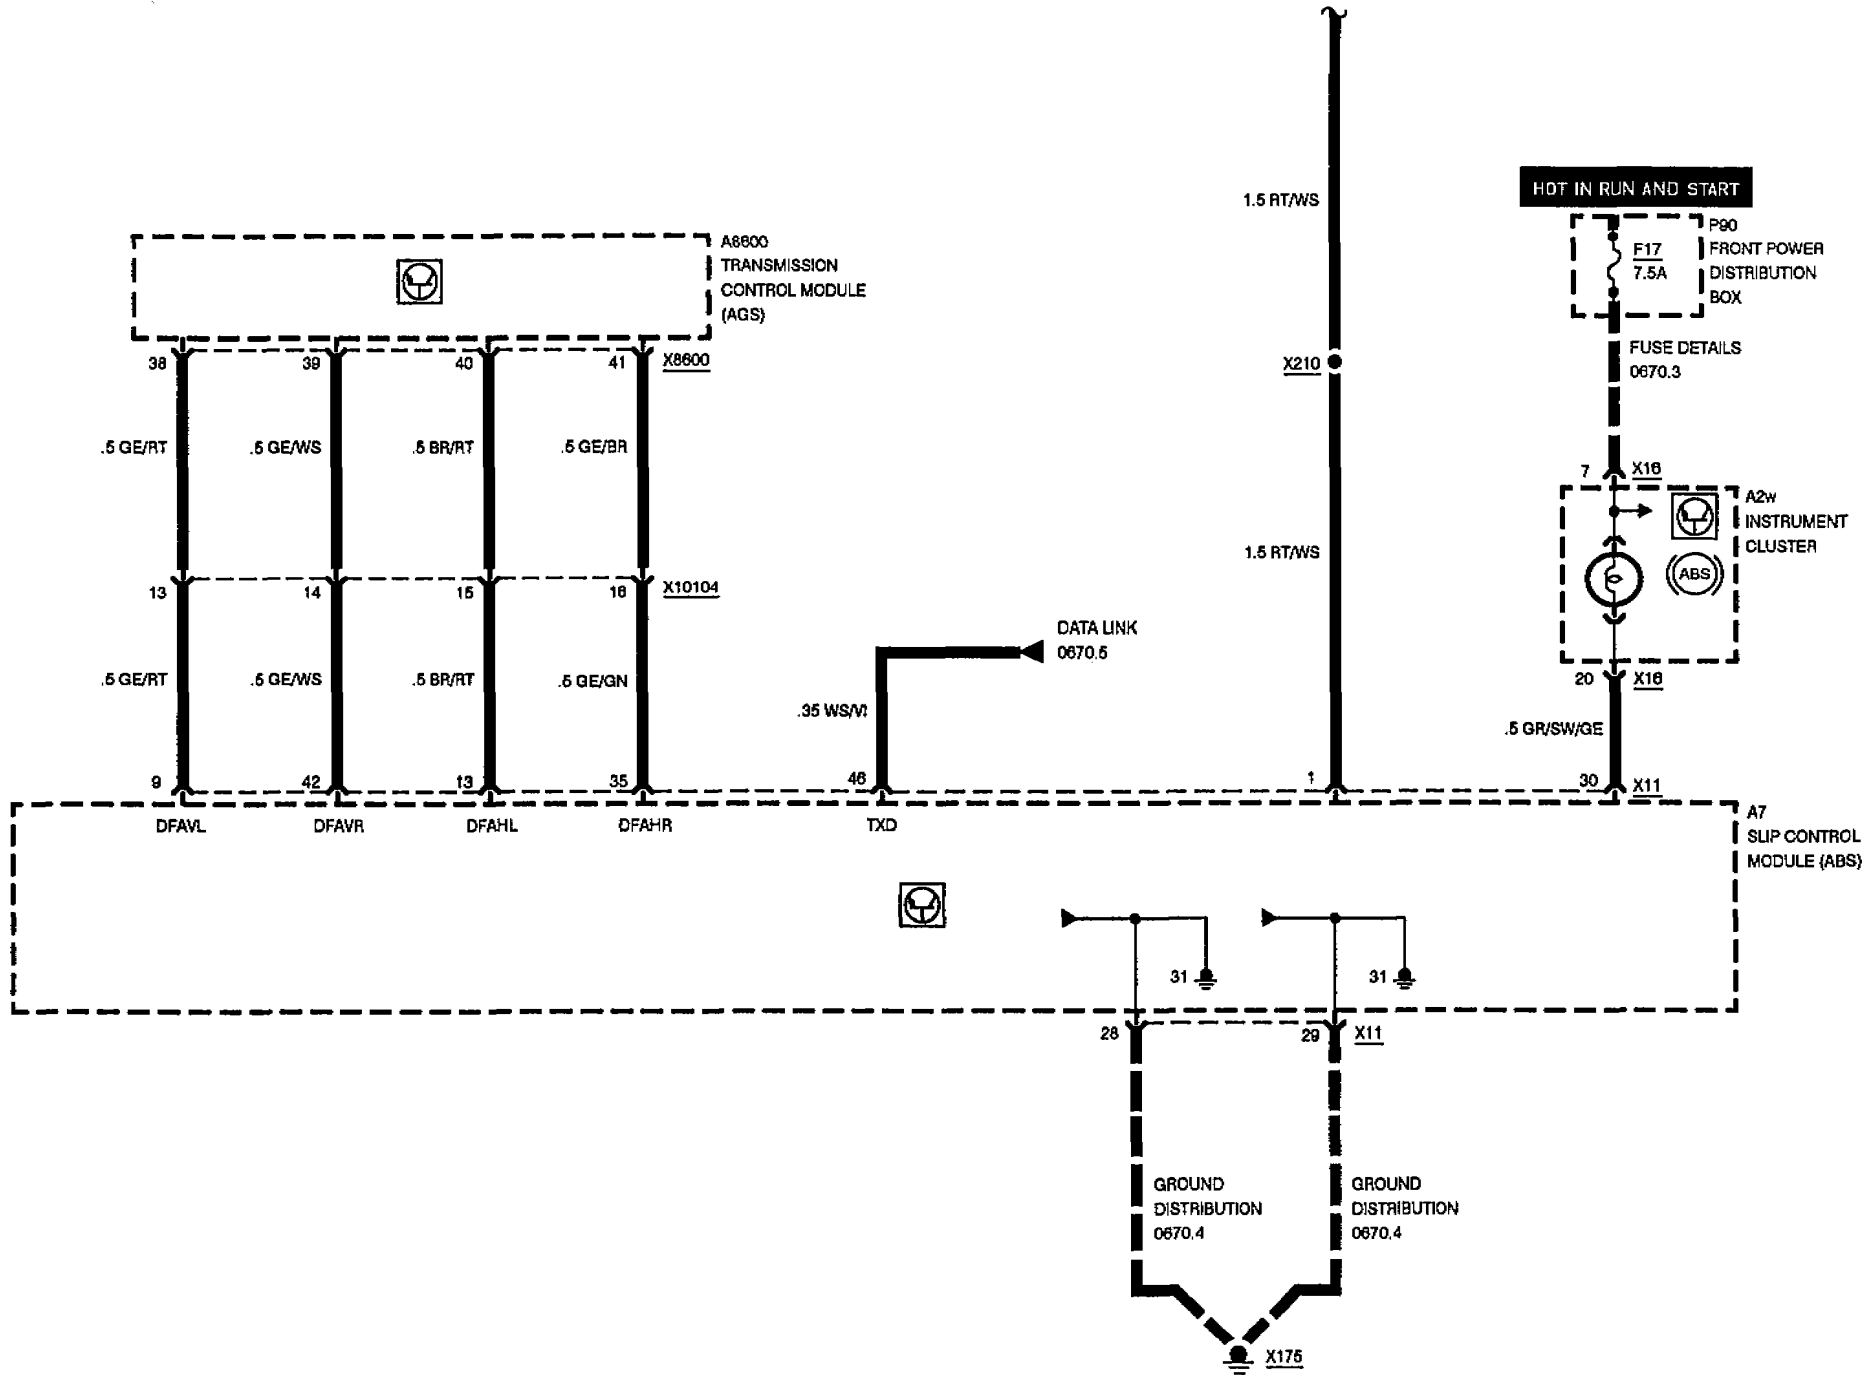 1.5 RT/WS
HOT IN RUN AND START
P90
FRONT POWER
DISTRIBUTION
BOX
F17
7.5A
A8600
TRANSMISSION
CONTROL MODULE
(AGS)
38
39
40
41
X8600
X210
FUSE DETAILS
0670.3
.5 GE/RT
.5 GE/WS
.5 BR/RT
.5 GE/BR
7
X16
A2w
INSTRUMENT
CLUSTER
ABS
1.5 RT/WS
13
14
15
16
X10104
DATA LINK
0670.5
.5 GE/RT
.5 GE/WS
.5 BR/RT
.5 GE/GN
20
X16
.35 WS/VI
.5 GR/SW/GE
9
42
13
35
46
1
30
X11
DFAVL
DFAVR
DFAHL
DFAHR
TXD
A7
SLIP CONTROL
MODULE (ABS)
31
31
28
29
X11
GROUND
DISTRIBUTION
0670.4
GROUND
DISTRIBUTION
0670.4
X175